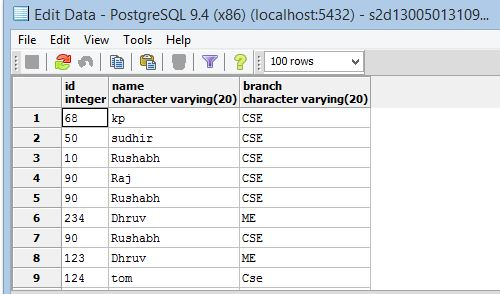 Edit Data - PostgreSQL 9.4 (x86) (localhost:5432) - s2d13005013109...
File Edit View Tools Help
100 rows
id name branch
integer character varying(20) character varying(20)
1 68 kp CSE
2 50 sudhir CSE
3 10 Rushabh CSE
4 90 Raj CSE
5 90 Rushabh CSE
6 234 Dhruv ME
7 90 Rushabh CSE
8 123 Dhruv ME
9 124 tom Cse